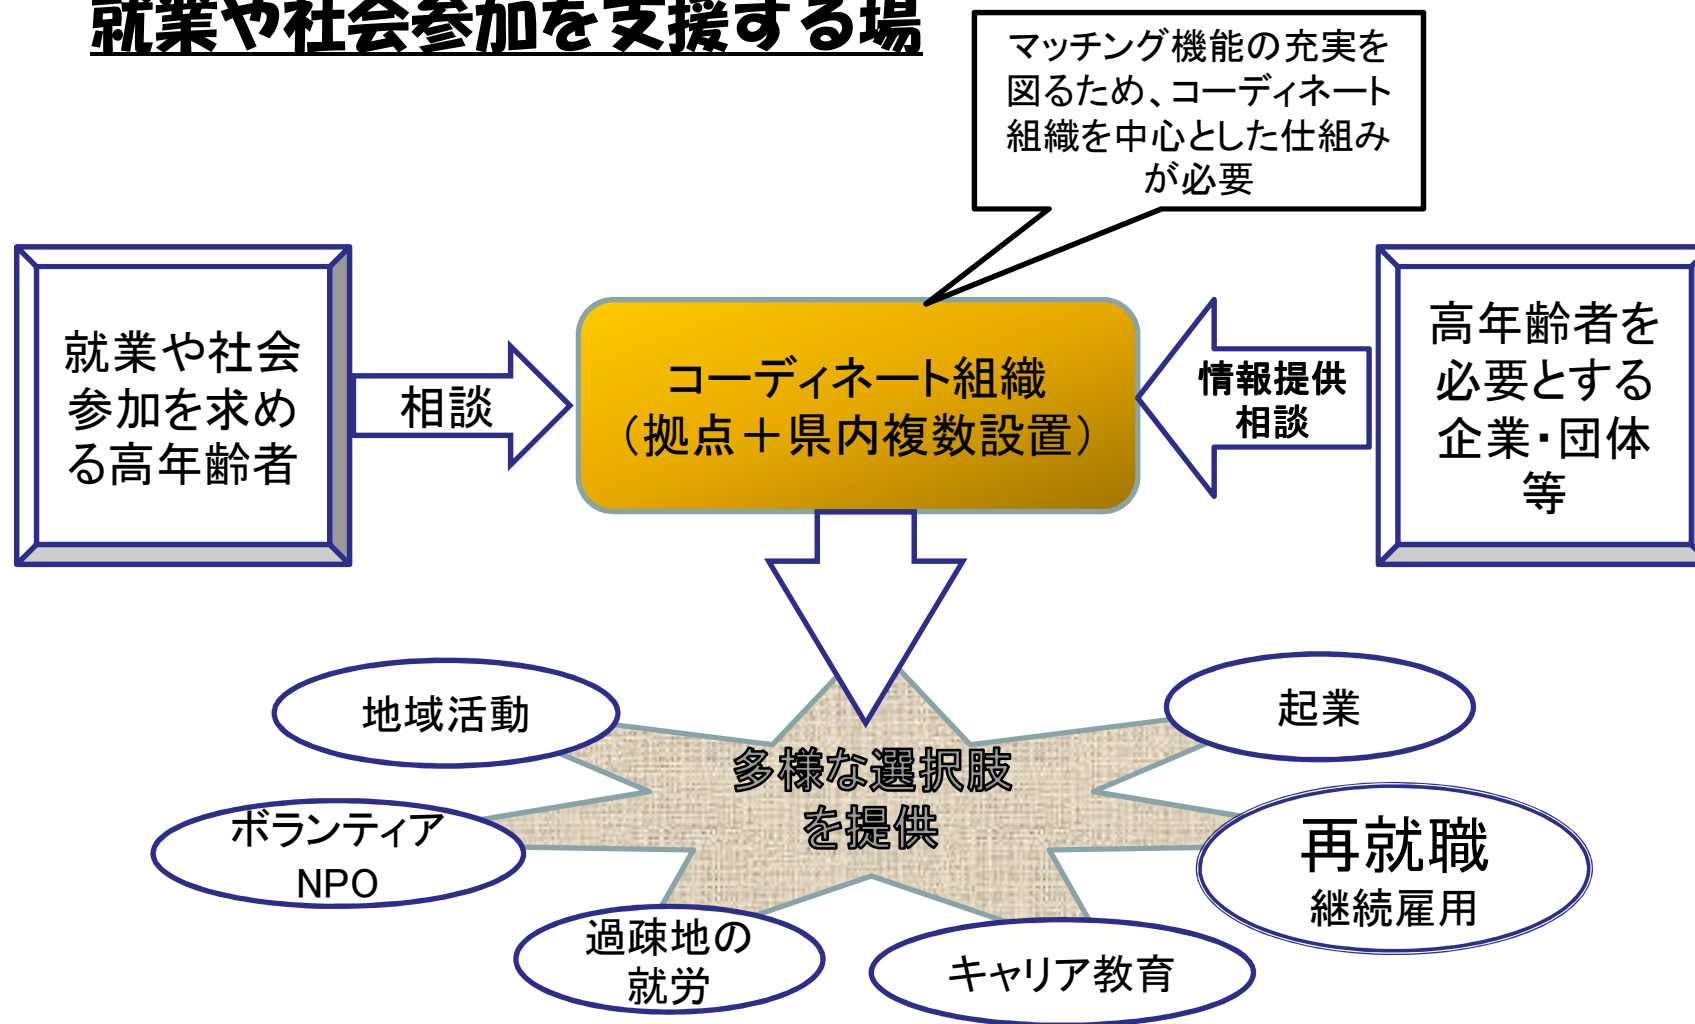 就業や社会参加を支援する場
マッチング機能の充実を
図るため、コーディネート
組織を中心とした仕組み
が必要
就業や社会
参加を求め
る高年齢者
相談
コーディネート組織
（拠点＋県内複数設置）
情報提供
相談
高年齢者を
必要とする
企業・団体
等
多様な選択肢
を提供
地域活動
起業
ボランティア
NPO
再就職
継続雇用
過疎地の
就労
キャリア教育